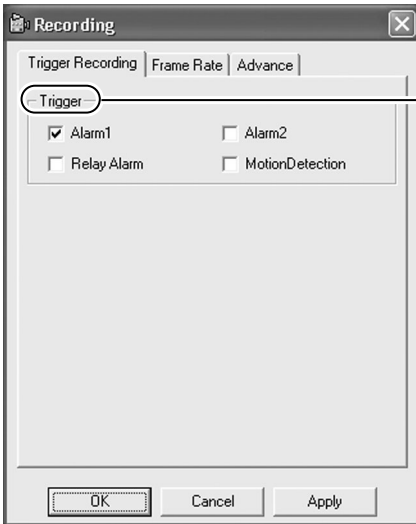 Recording
Trigger Recording Frame Rate Advance
Trigger
Alarm1 Alarm2
Relay Alarm MotionDetection
OK Cancel Apply